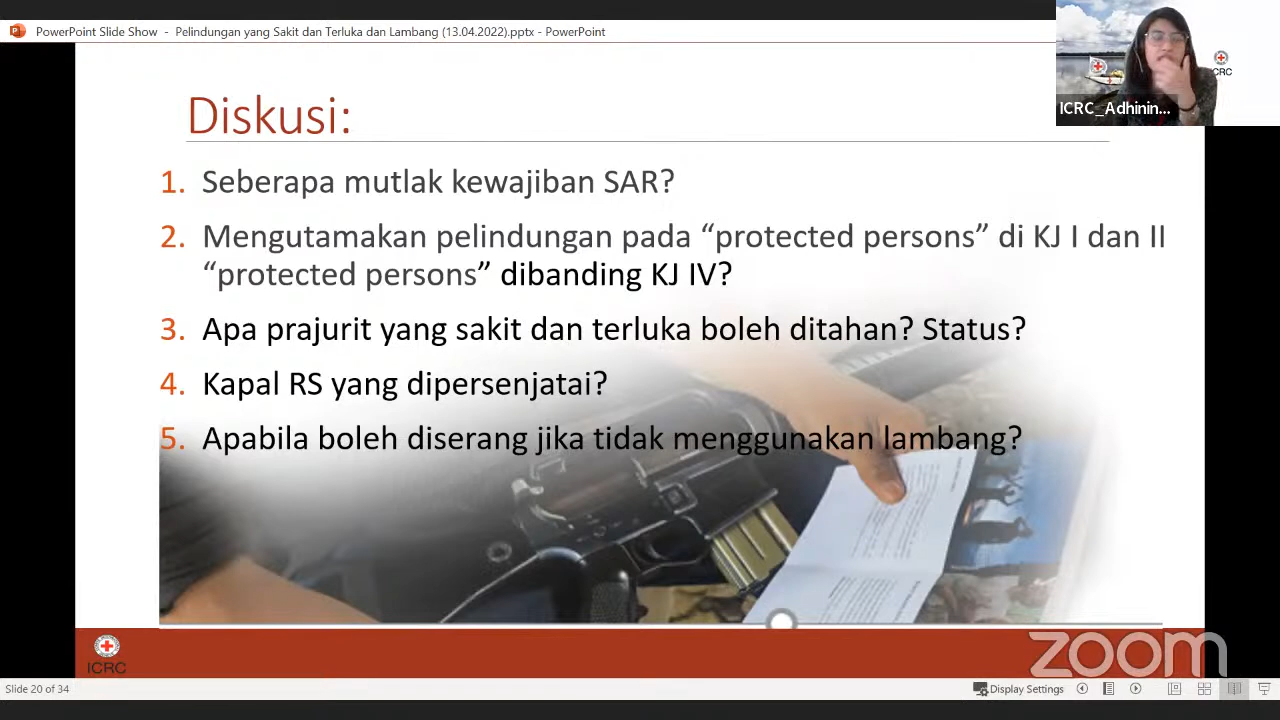 PowerPoint Slide Show - Pelindungan yang Sakit dan Terluka dan Lambang (13.04.2022).pptx - PowerPoint
ICRC
ICRC_Adhinin...
Diskusi:
1. Seberapa mutlak kewajiban SAR?
2. Mengutamakan pelindungan pada “protected persons” di KJ I dan II
“protected persons” dibanding KJ IV?
3. Apa prajurit yang sakit dan terluka boleh ditahan? Status?
4. Kapal RS yang dipersenjatai?
5. Apabila boleh diserang jika tidak menggunakan lambang?
ICRC
zoom
Slide 20 of 34
Display Settings